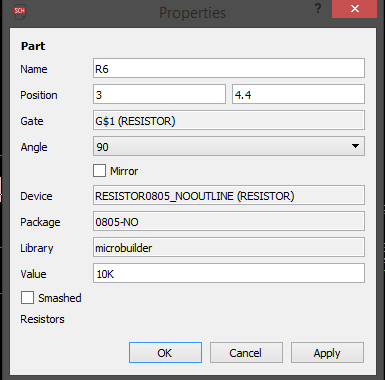 SCH Properties ?
Part
Name R6
Position 3 4.4
Gate G$1 (RESISTOR)
Angle 90
Mirror
Device RESISTOR0805_NOOUTLINE (RESISTOR)
Package 0805-NO
Library microbuilder
Value 10K
Smashed
Resistors
OK Cancel Apply